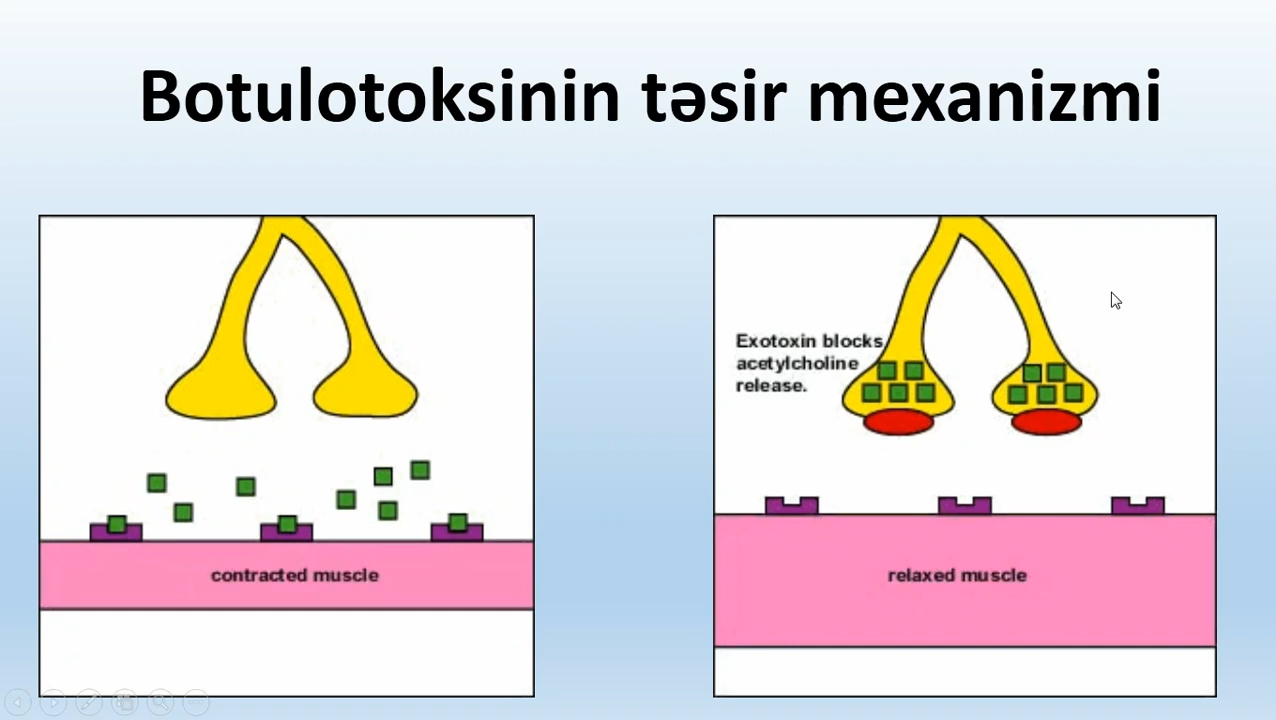 Botulotoksinin təsir mexanizmi
contracted muscle
Exotoxin blocks
acetylcholine
release.
relaxed muscle